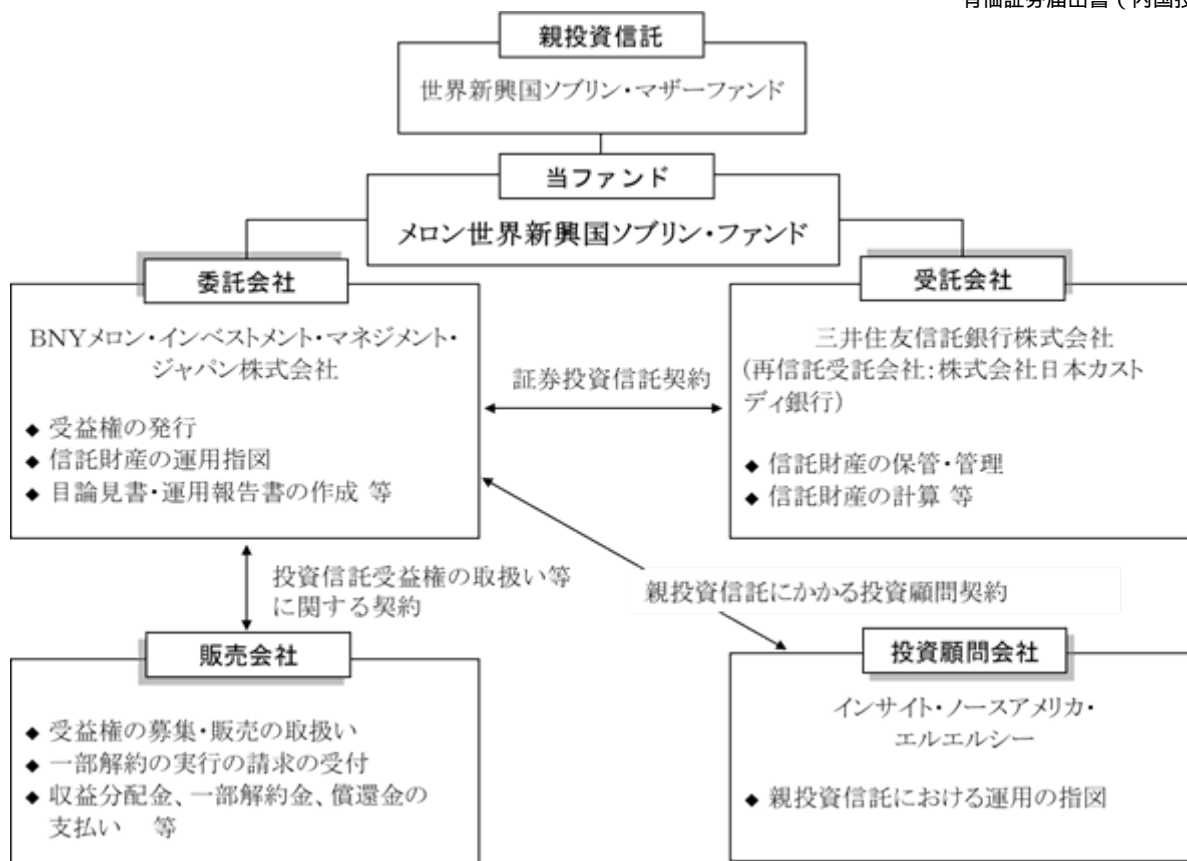 有価証券届出書(内国投
親投資信託
世界新興国ソブリン・マザーファンド
当ファンド
メロン世界新興国ソブリン・ファンド
委託会社
BNYメロン・インベストメント・マネジメント・
ジャパン株式会社
◆ 受益権の発行
◆ 信託財産の運用指図
◆ 目論見書・運用報告書の作成 等
証券投資信託契約
受託会社
三井住友信託銀行株式会社
(再信託受託会社:株式会社日本カスト
ディ銀行)
◆ 信託財産の保管・管理
◆ 信託財産の計算 等
投資信託受益権の取扱い等
に関する契約
親投資信託にかかる投資顧問契約
販売会社
◆ 受益権の募集・販売の取扱い
◆ 一部解約の実行の請求の受付
◆ 収益分配金、一部解約金、償還金の
支払い 等
投資顧問会社
インサイト・ノースアメリカ・
エルエルシー
◆ 親投資信託における運用の指図